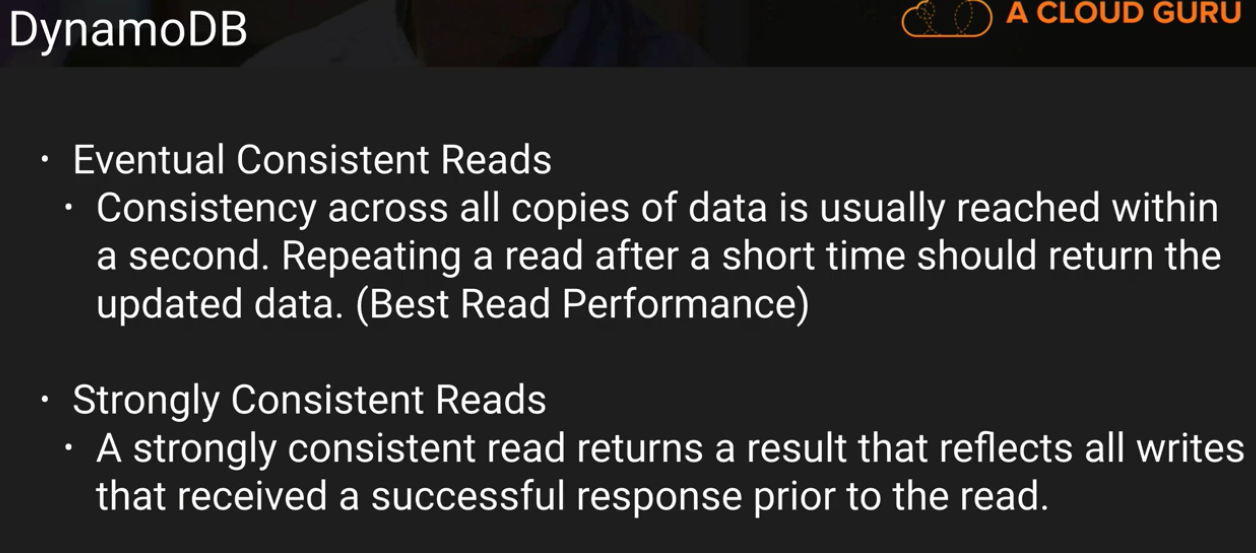 DynamoDB
A CLOUD GURU
· Eventual Consistent Reads
· Consistency across all copies of data is usually reached within
a second. Repeating a read after a short time should return the
updated data. (Best Read Performance)
· Strongly Consistent Reads
· A strongly consistent read returns a result that reflects all writes
that received a successful response prior to the read.